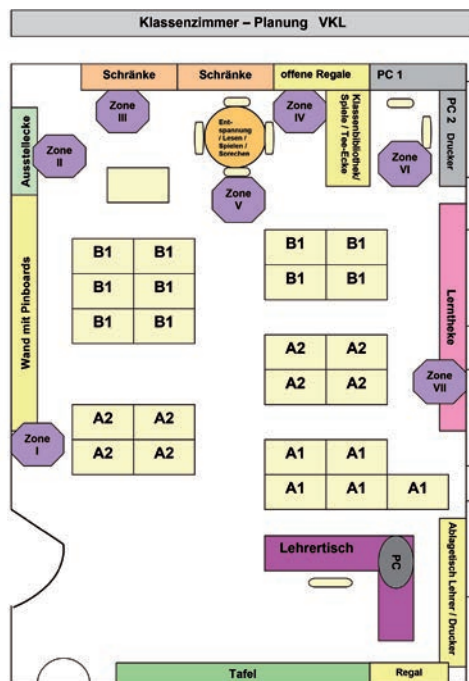 Klassenzimmer – Planung VKL
Schränke
Schränke
offene Regale
PC 1
Zone
III
Zone
IV
Ausstellecke
Zone
II
Ent-
spannung
/ Lesen /
Spielen /
Klassenbibliothek/
Spiele / Tee-Ecke
PC 2
Drucker
Zone
VI
Zone
V
Wand mit Pinboards
B1 B1
B1 B1
B1 B1
B1 B1
B1 B1
Lerntheke
A2 A2
A2 A2
Zone
VII
A2 A2
A2 A2
Zone
I
A1 A1
A1 A1 A1
Lehrertisch
PC
Ablagetisch Lehrer / Drucker
Tafel
Regal